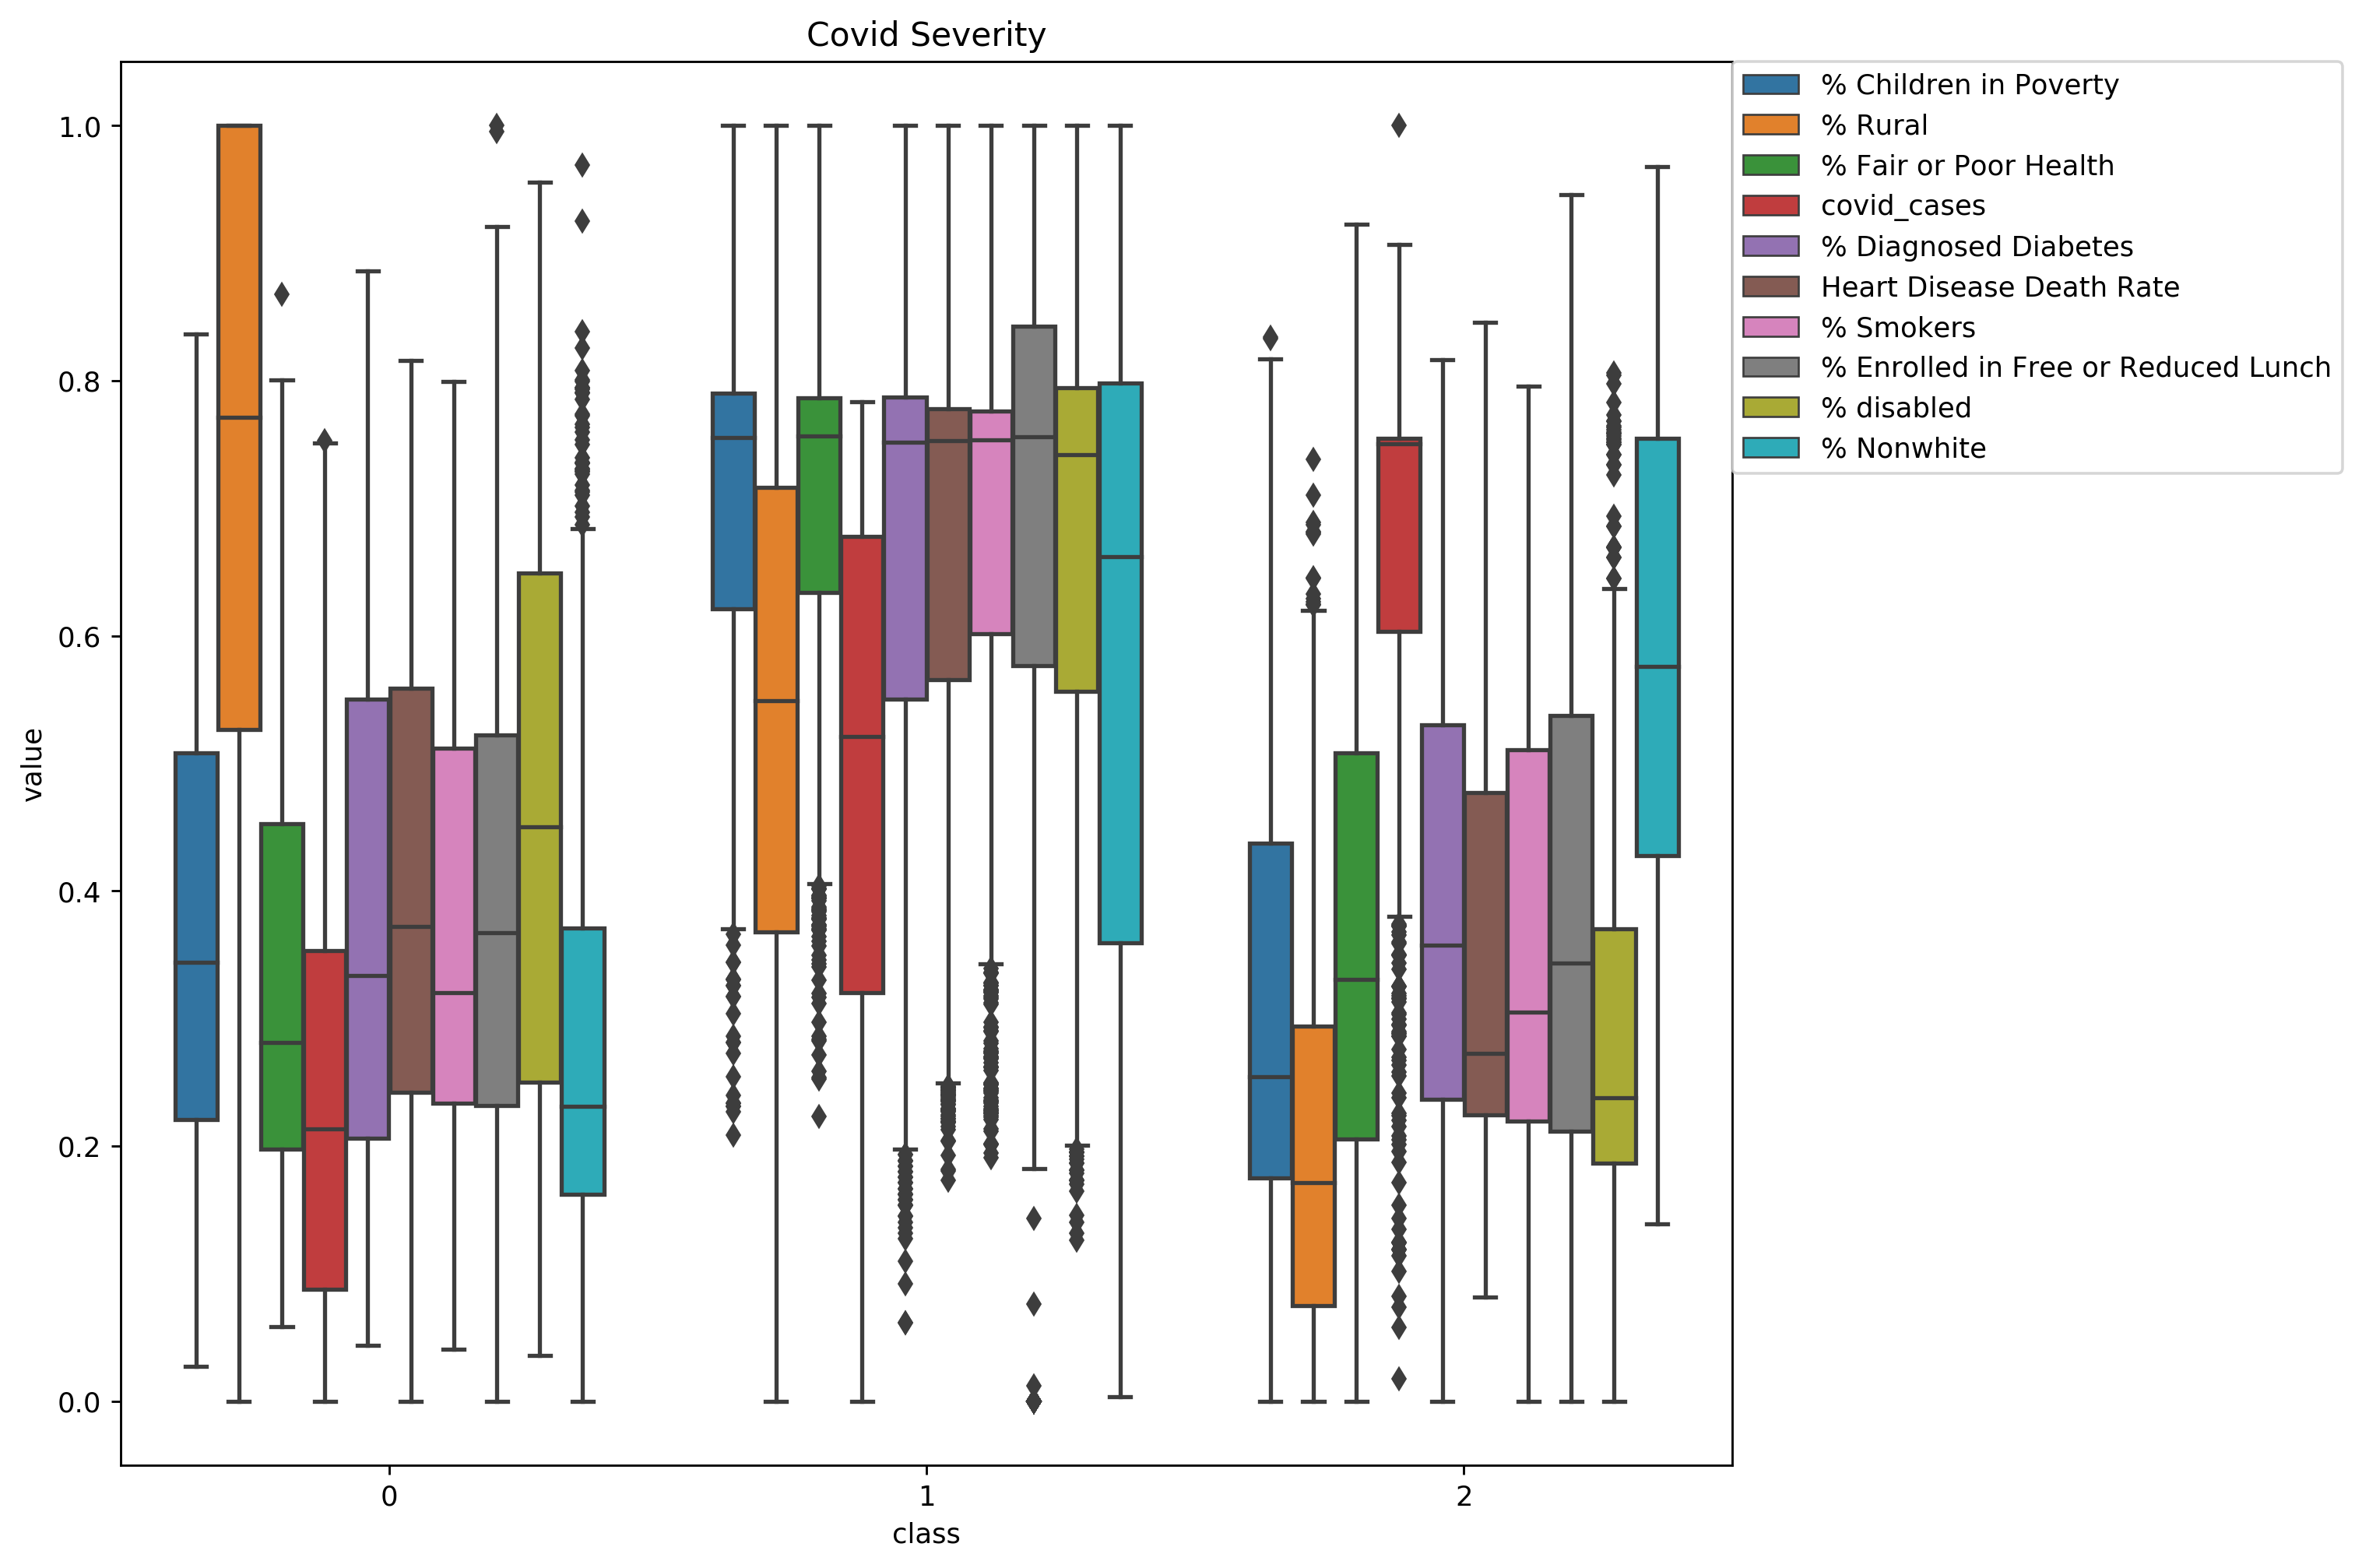 Covid Severity
% Children in Poverty
% Rural
% Fair or Poor Health
covid_cases
% Diagnosed Diabetes
Heart Disease Death Rate
% Smokers
% Enrolled in Free or Reduced Lunch
% disabled
% Nonwhite
1.0
0.8
0.6
0.4
0.2
0.0
value
0 1 2
class